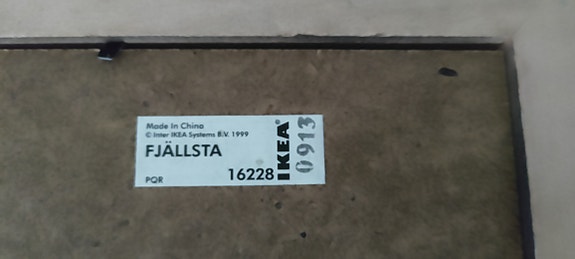 Made in China
© Inter IKEA Systems B.V. 1999
FJÄLLSTA
PQR
16228
IKEA®
0913